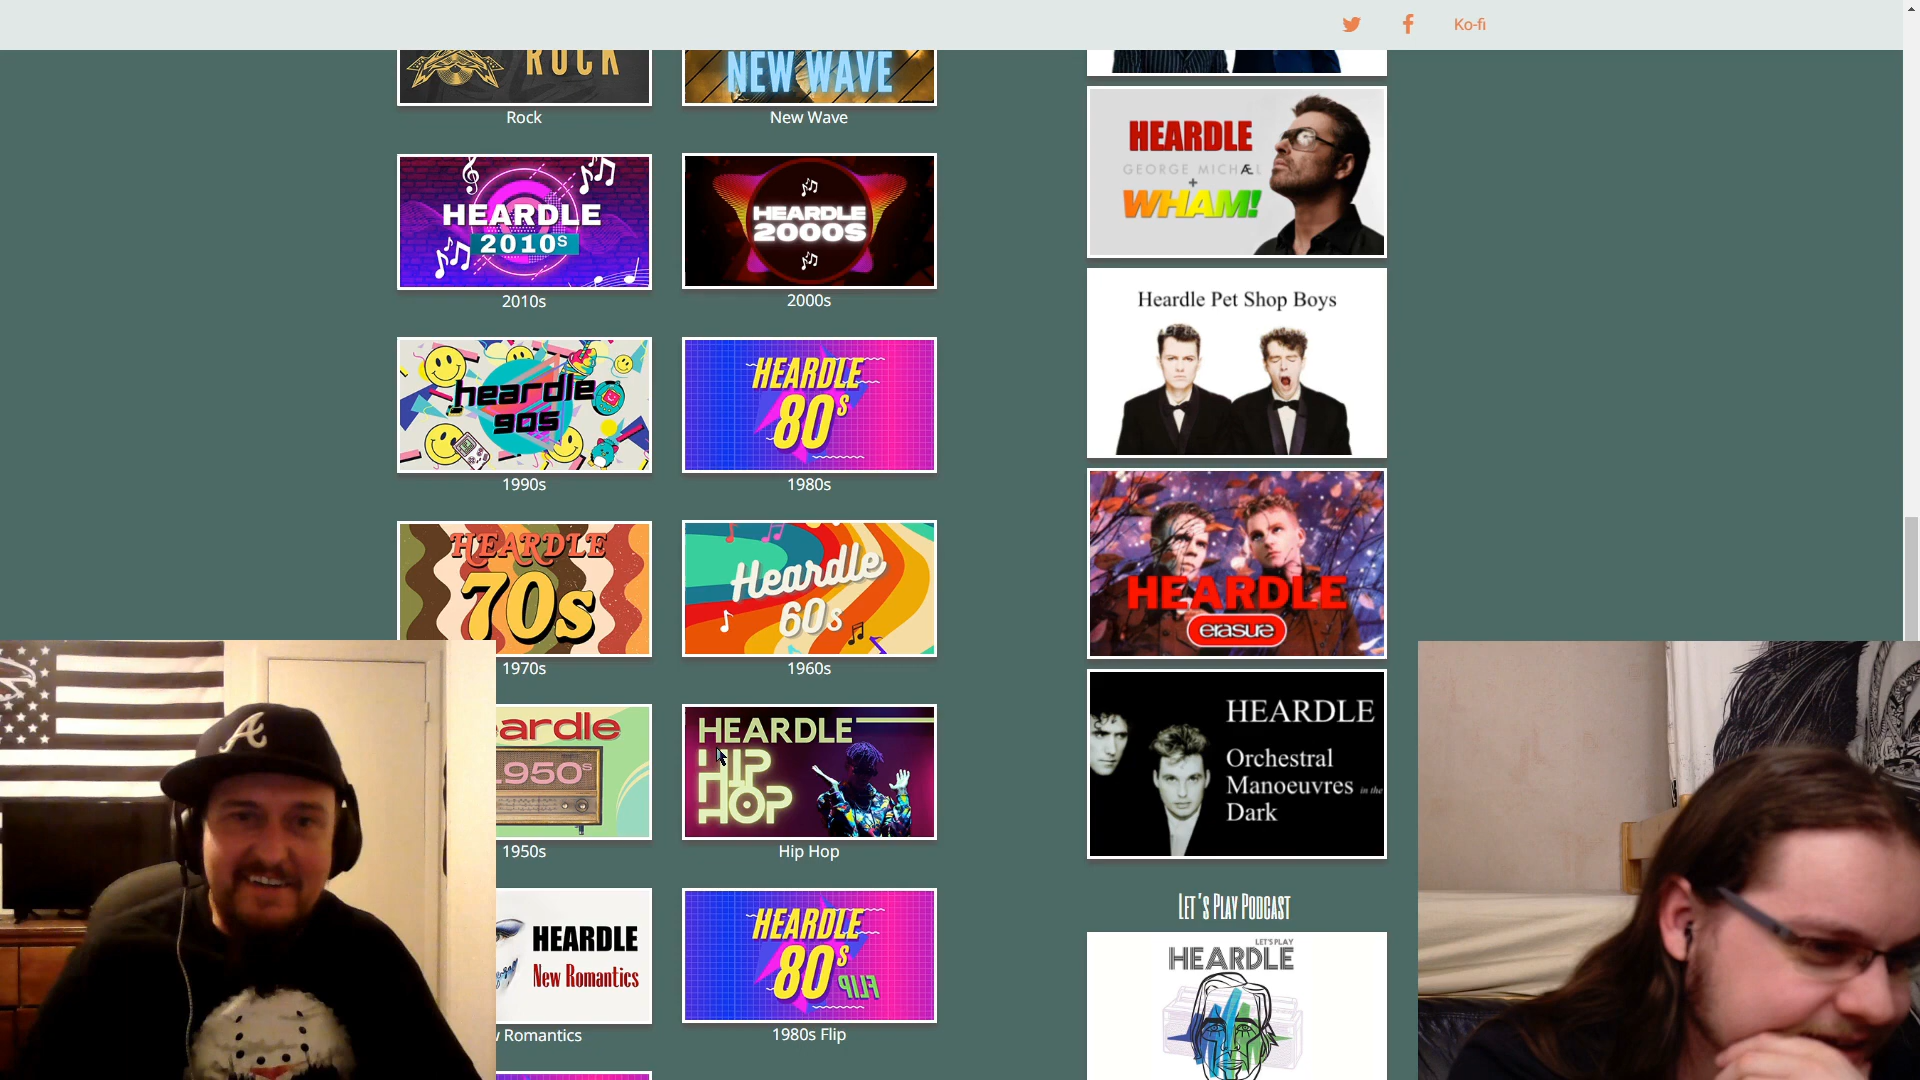 Ko-fi
ROCK
NEW WAVE
Rock
New Wave
HEARDLE
2010s
HEARDLE
2000s
2010s
2000s
heardle
90s
HEARDLE
80s
1990s
1980s
HEARDLE
70s
Heardle
60s
1970s
1960s
ardle
1950s
HEARDLE
HIP
HOP
1950s
Hip Hop
HEARDLE
New Romantics
HEARDLE
80s
FLIP
Romantics
1980s Flip
HEARDLE
GEORGE MICHAEL
+
WHAM!
Heardle Pet Shop Boys
HEARDLE
erasure
HEARDLE
Orchestral
Manoeuvres in the
Dark
Let's Play Podcast
LET'S PLAY
HEARDLE
A